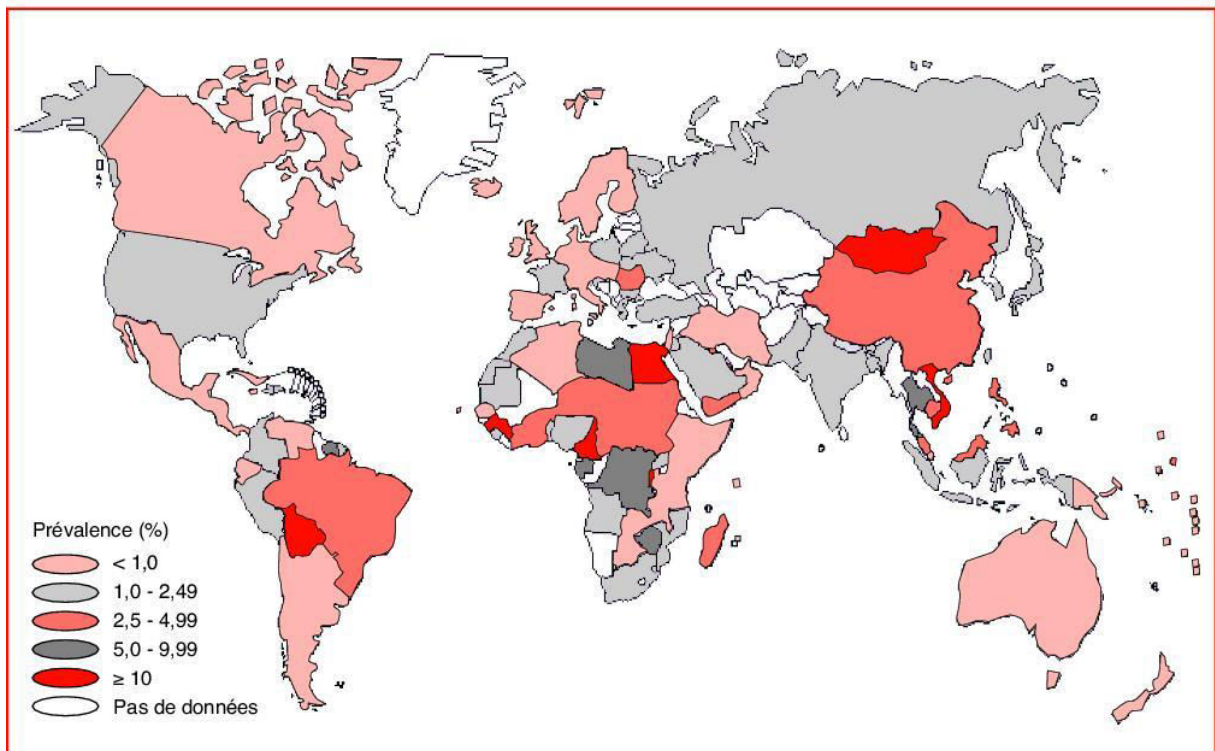 Prévalence (%)
< 1,0
1,0 - 2,49
2,5 - 4,99
5,0 - 9,99
≥ 10
Pas de données